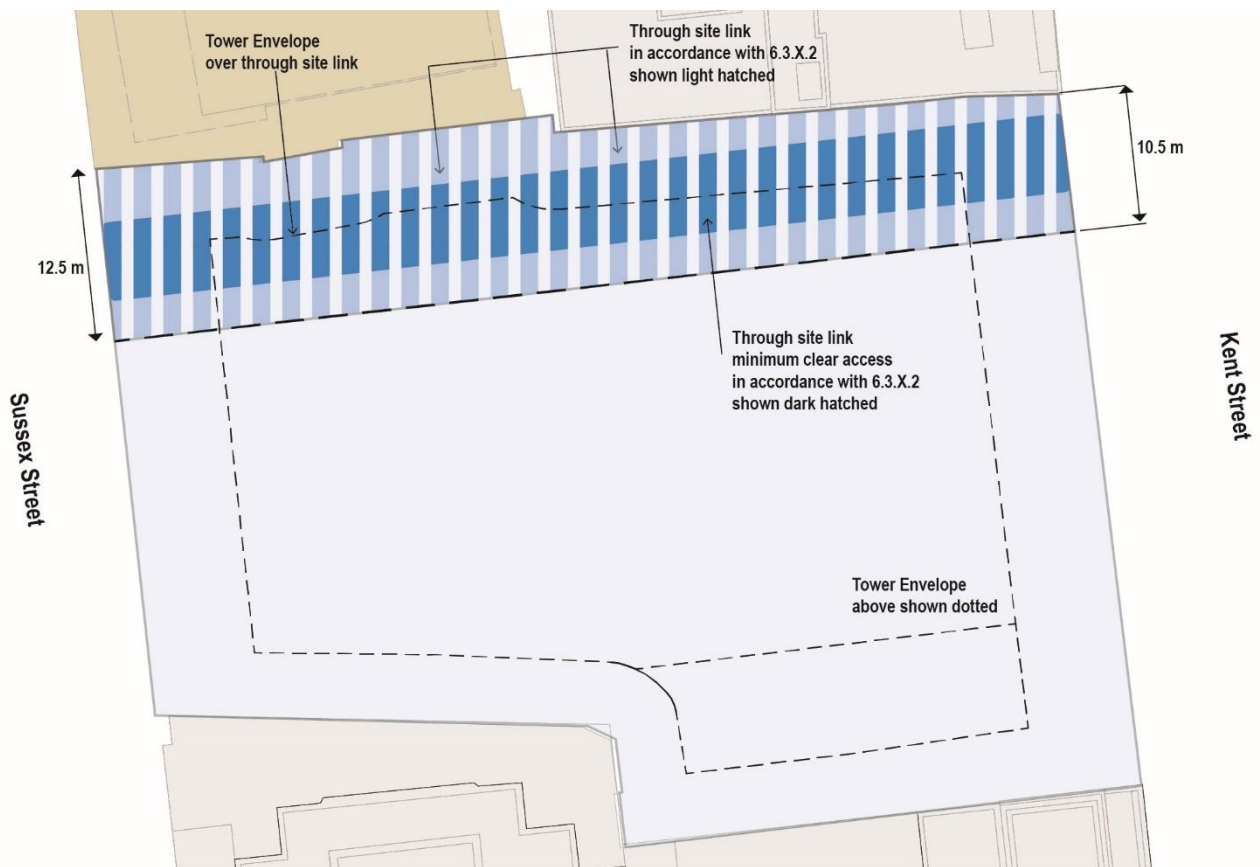 Tower Envelope
over through site link
Through site link
in accordance with 6.3.X.2
shown light hatched
10.5 m
12.5 m
Through site link
minimum clear access
in accordance with 6.3.X.2
shown dark hatched
Sussex Street
Kent Street
Tower Envelope
above shown dotted